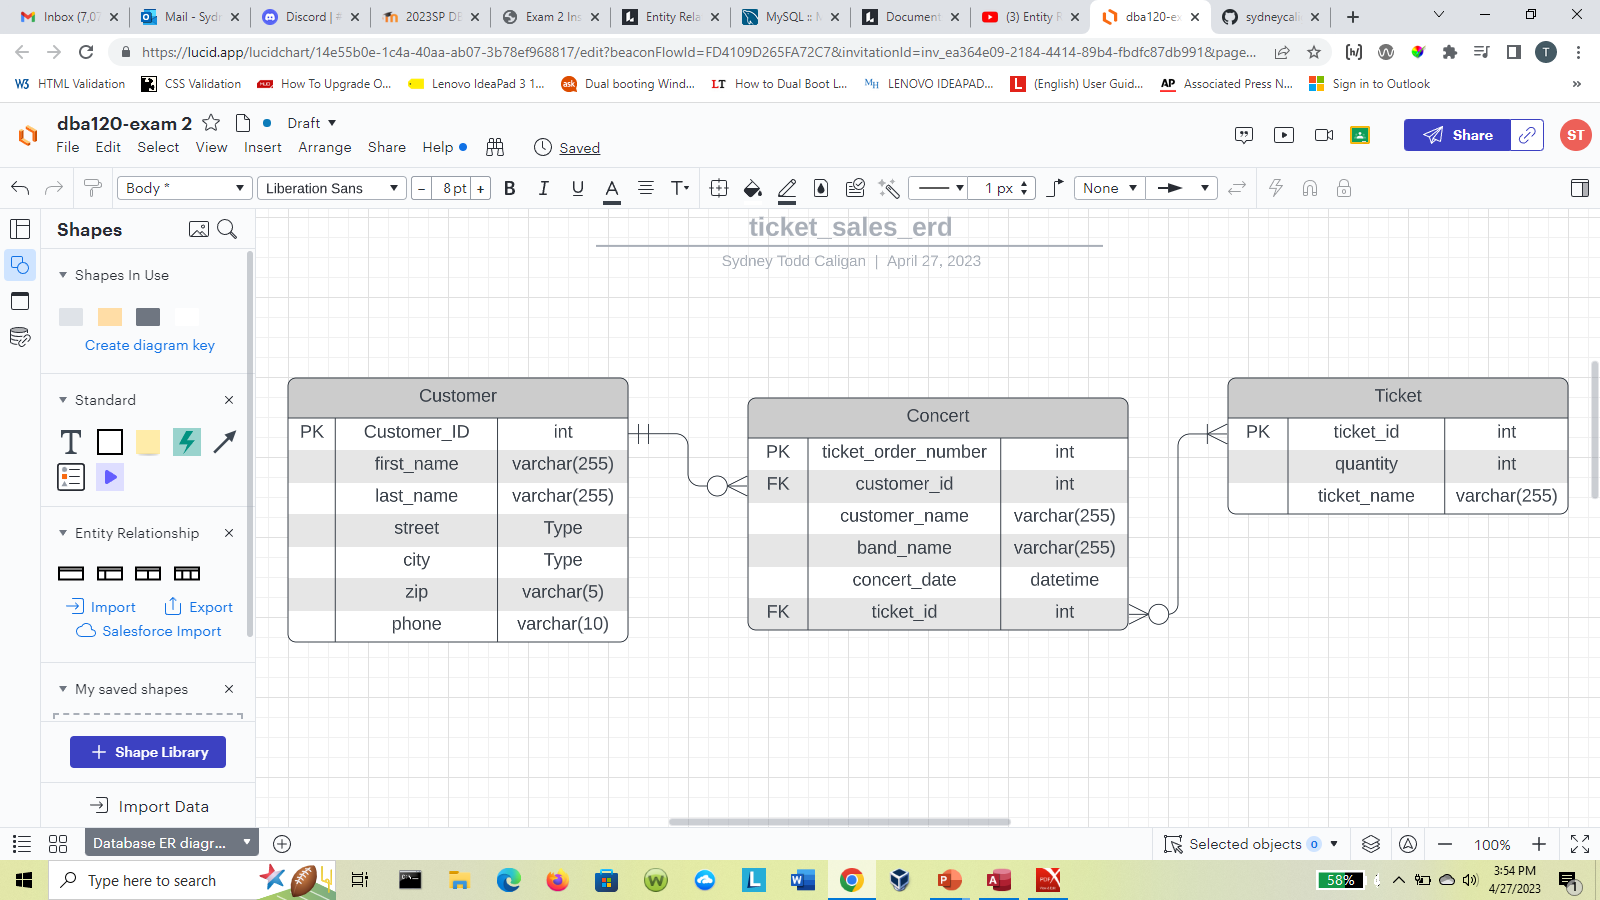 Inbox (7,07
Mail - Sydn
Discord | #
2023SP DB
Exam 2 Ins
Entity Rela
MySQL :: M
Document
(3) Entity R
dba120-ex
sydneycali
https://lucid.app/lucidchart/14e55b0e-1c4a-40aa-ab07-3b78ef968817/edit?beaconFlowId=FD4109D265FA72C7&invitationId=inv_ea364e09-2184-4414-89b4-fbdfc87db991&page...
T
HTML Validation
CSS Validation
How To Upgrade O...
Lenovo IdeaPad 3 1...
ask
Dual booting Wind...
LT
How to Dual Boot L...
MH
LENOVO IDEAPAD...
L
(English) User Guid...
AP
Associated Press N...
Sign in to Outlook
»
dba120-exam 2
Draft
File Edit Select View Insert Arrange Share Help
Saved
Share
ST
Body *
Liberation Sans
- 8 pt +
B I U A T
1 px
None
Shapes
Shapes In Use
Create diagram key
Standard
T
Entity Relationship
Import
Export
Salesforce Import
My saved shapes
+ Shape Library
Import Data
ticket_sales_erd
Sydney Todd Caligan | April 27, 2023
Customer
PK Customer_ID int
first_name varchar(255)
last_name varchar(255)
street Type
city Type
zip varchar(5)
phone varchar(10)
Concert
PK ticket_order_number int
FK customer_id int
customer_name varchar(255)
band_name varchar(255)
concert_date datetime
FK ticket_id int
Ticket
PK ticket_id int
quantity int
ticket_name varchar(255)
Database ER diagr...
Selected objects 0
100%
Type here to search
58%
3:54 PM
4/27/2023
1